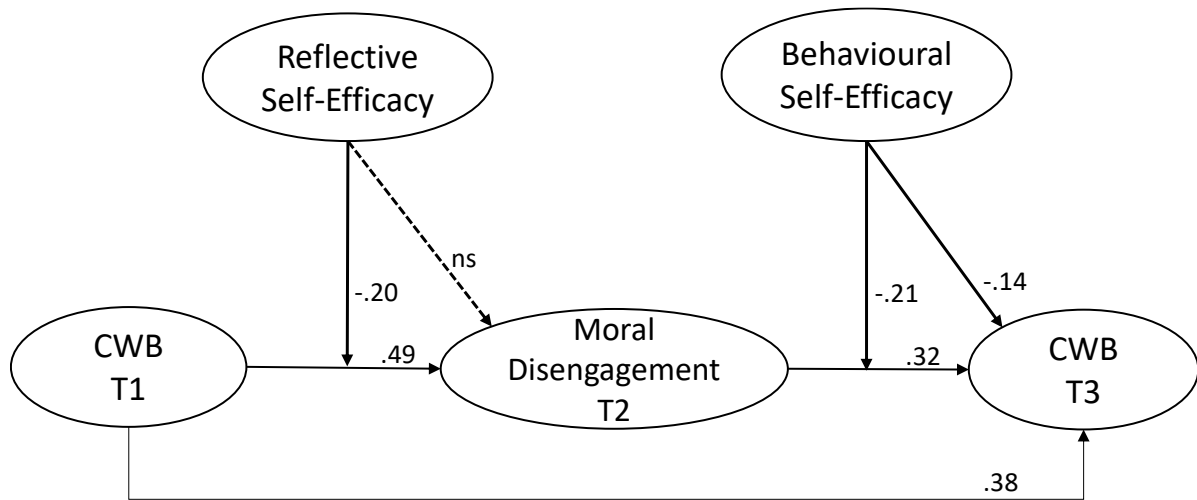 Reflective
Self-Efficacy
Behavioural
Self-Efficacy
ns
-.20
-.21
-.14
CWB
T1
.49
Moral
Disengagement
T2
.32
CWB
T3
.38